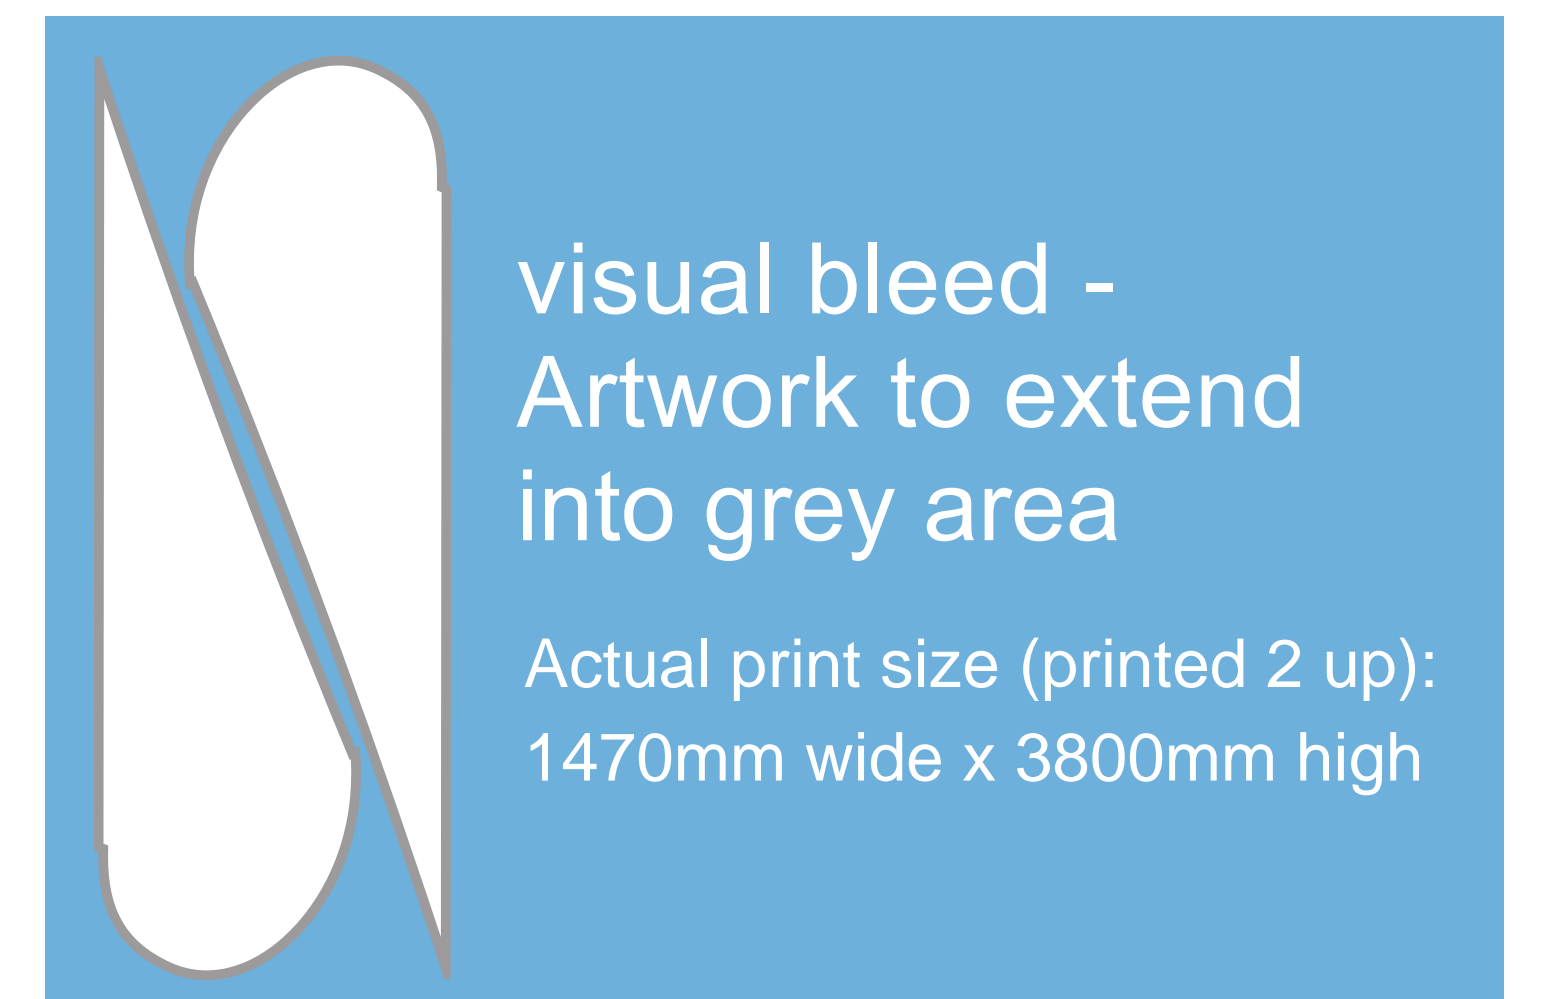 visual bleed -
Artwork to extend
into grey area
Actual print size (printed 2 up):
1470mm wide x 3800mm high